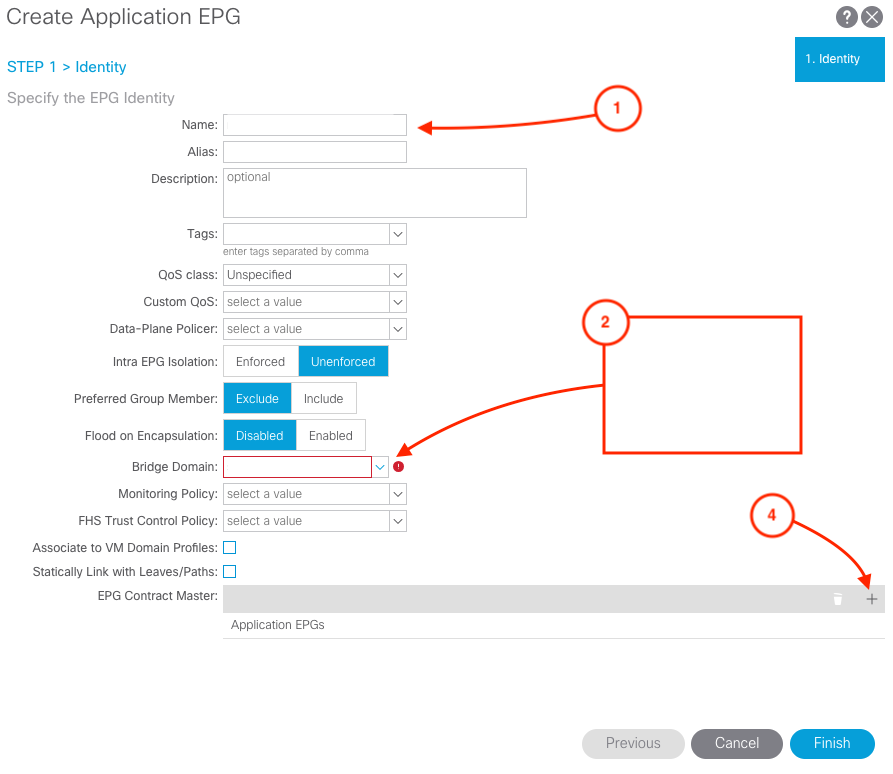 Create Application EPG
?
STEP 1 > Identity
1. Identity
Specify the EPG Identity
Name:
1
Alias:
Description: optional
Tags:
enter tags separated by comma
QoS class: Unspecified
Custom QoS: select a value
Data-Plane Policer: select a value
2
Intra EPG Isolation: Enforced Unenforced
Preferred Group Member: Exclude Include
Flood on Encapsulation: Disabled Enabled
Bridge Domain: !
Monitoring Policy: select a value
4
FHS Trust Control Policy: select a value
Associate to VM Domain Profiles:
Statically Link with Leaves/Paths:
EPG Contract Master: +
Application EPGs
Previous Cancel Finish